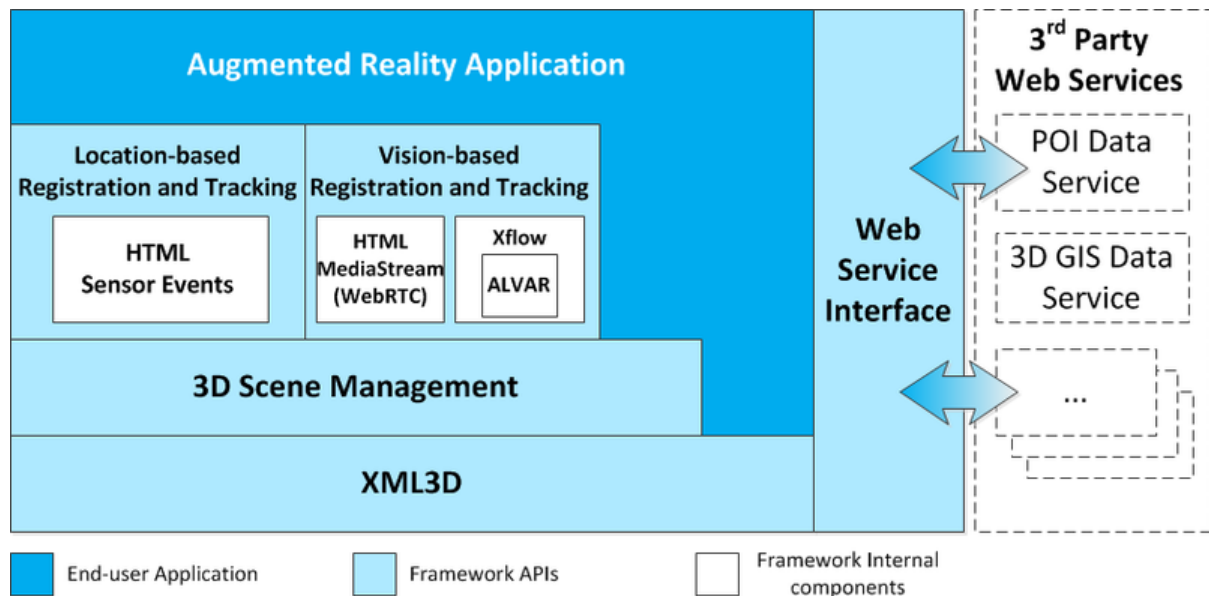 Augmented Reality Application
Location-based
Registration and Tracking
HTML
Sensor Events
Vision-based
Registration and Tracking
HTML
MediaStream
(WebRTC)
Xflow
ALVAR
3D Scene Management
XML3D
Web
Service
Interface
3rd Party
Web Services
POI Data
Service
3D GIS Data
Service
...
End-user Application
Framework APIs
Framework Internal
components